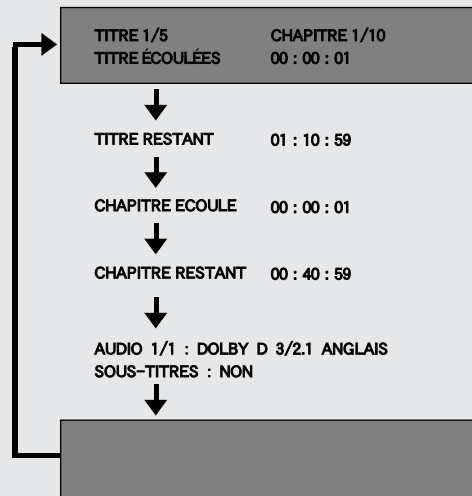 TITRE 1/5 CHAPITRE 1/10
TITRE ÉCOULÉES 00 : 00 : 01
TITRE RESTANT 01 : 10 : 59
CHAPITRE ECOULE 00 : 00 : 01
CHAPITRE RESTANT 00 : 40 : 59
AUDIO 1/1 : DOLBY D 3/2.1 ANGLAIS
SOUS-TITRES : NON